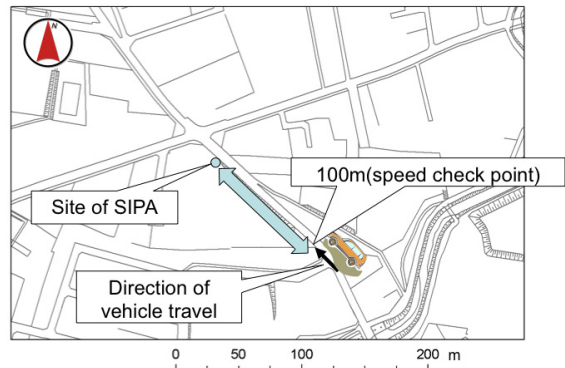 N
100m(speed check point)
Site of SIPA
Direction of
vehicle travel
0 50 100 200 m